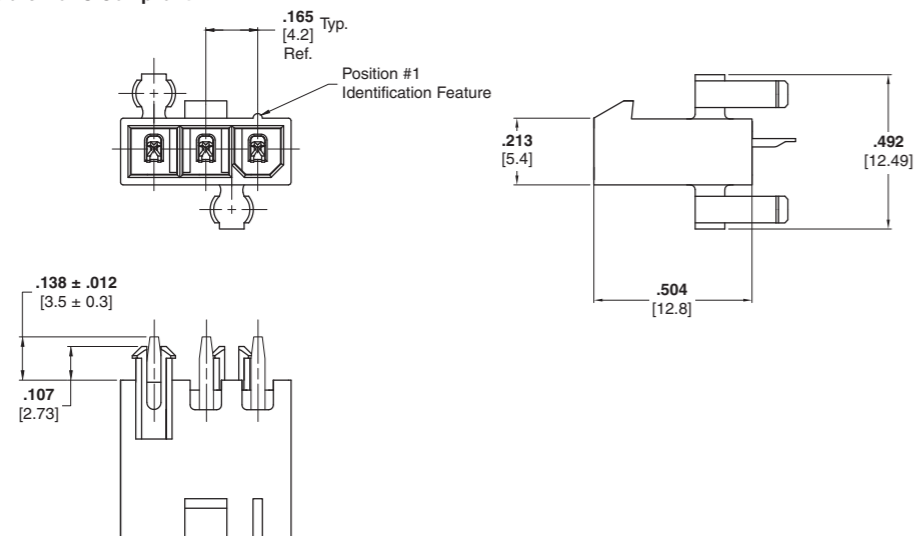 .165 Typ.
[4.2]
Ref.
Position #1
Identification Feature
.213
[5.4]
.492
[12.49]
.504
[12.8]
.138 ± .012
[3.5 ± 0.3]
.107
[2.73]